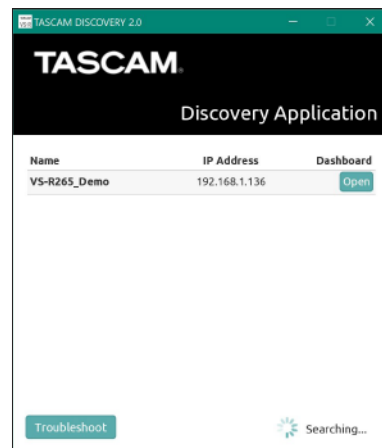 TASCAM DISCOVERY 2.0
TASCAM.
Discovery Application
Name IP Address Dashboard
VS-R265_Demo 192.168.1.136 Open
Troubleshoot Searching...